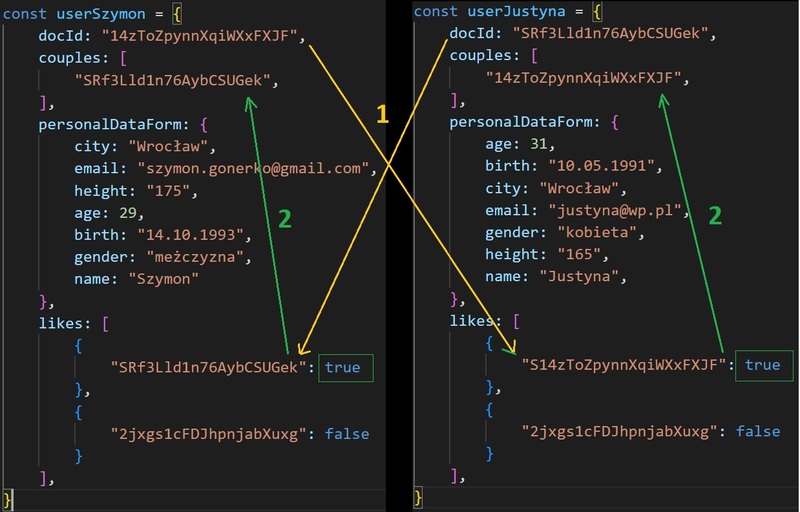 const userSzymon = {
docId: "14zToZpynnXqiWXxFXJF",
couples: [
"SRf3Lld1n76AybCSUGek",
],
personalDataForm: {
city: "Wrocław",
email: "szymon.gonerko@gmail.com",
height: "175",
age: 29,
birth: "14.10.1993",
gender: "meżczyzna",
name: "Szymon"
},
likes: [
{
"SRf3Lld1n76AybCSUGek": true
},
{
"2jxgs1cFDJhpnjabXuxg": false
}
],
}
1
2
const userJustyna = {
docId: "SRf3Lld1n76AybCSUGek",
couples: [
"14zToZpynnXqiWXxFXJF",
],
personalDataForm: {
age: 31,
birth: "10.05.1991",
city: "Wrocław",
email: "justyna@wp.pl",
gender: "kobieta",
height: "165",
name: "Justyna",
},
likes: [
{
"S14zToZpynnXqiWXxFXJF": true
},
{
"2jxgs1cFDJhpnjabXuxg": false
}
],
}
2